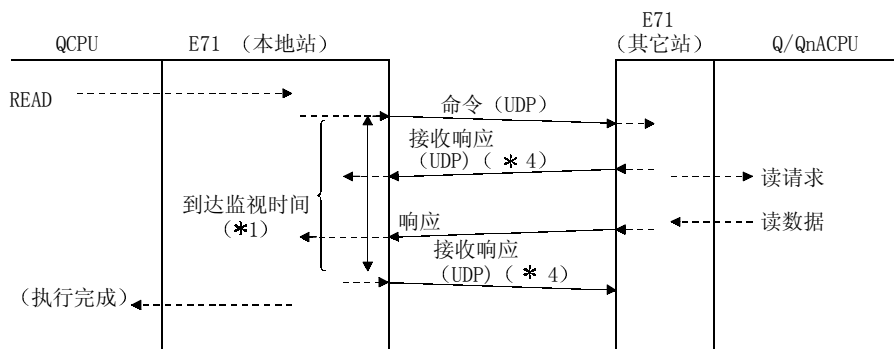 E71
QCPU
E71 （本地站）
（其它站）
Q/QnACPU
READ
命令（UDP）
接收响应
（UDP）（ * 4）
读请求
到达监视时间
（*1）
响应
读数据
接收响应
（UDP）（ * 4）
（执行完成）